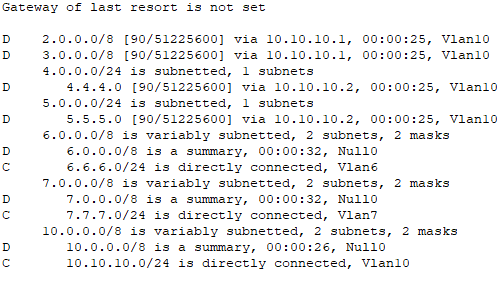 Gateway of last resort is not set
D    2.0.0.0/8 [90/51225600] via 10.10.10.1, 00:00:25, Vlan10
D    3.0.0.0/8 [90/51225600] via 10.10.10.1, 00:00:25, Vlan10
     4.0.0.0/24 is subnetted, 1 subnets
D       4.4.4.0 [90/51225600] via 10.10.10.2, 00:00:25, Vlan10
     5.0.0.0/24 is subnetted, 1 subnets
D       5.5.5.0 [90/51225600] via 10.10.10.2, 00:00:25, Vlan10
     6.0.0.0/8 is variably subnetted, 2 subnets, 2 masks
D       6.0.0.0/8 is a summary, 00:00:32, Null0
C       6.6.6.0/24 is directly connected, Vlan6
     7.0.0.0/8 is variably subnetted, 2 subnets, 2 masks
D       7.0.0.0/8 is a summary, 00:00:32, Null0
C       7.7.7.0/24 is directly connected, Vlan7
     10.0.0.0/8 is variably subnetted, 2 subnets, 2 masks
D       10.0.0.0/8 is a summary, 00:00:26, Null0
C       10.10.10.0/24 is directly connected, Vlan10